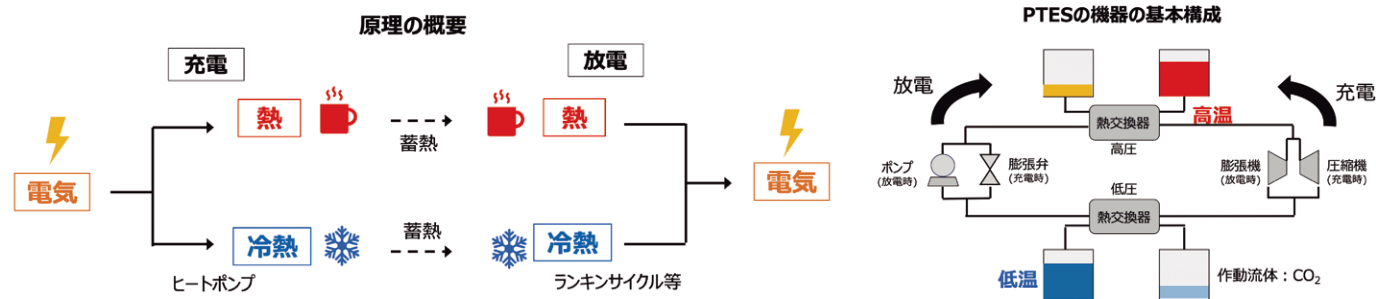 原理の概要
充電
放電
熱
熱
蓄熱
電気
電気
冷熱
蓄熱
冷熱
ヒートポンプ
ランキンサイクル等
PTESの機器の基本構成
放電
充電
熱交換器
高温
高圧
ポンプ
(放電時)
膨張弁
(充電時)
膨張機
(放電時)
圧縮機
(充電時)
低圧
熱交換器
低温
作動流体：CO₂